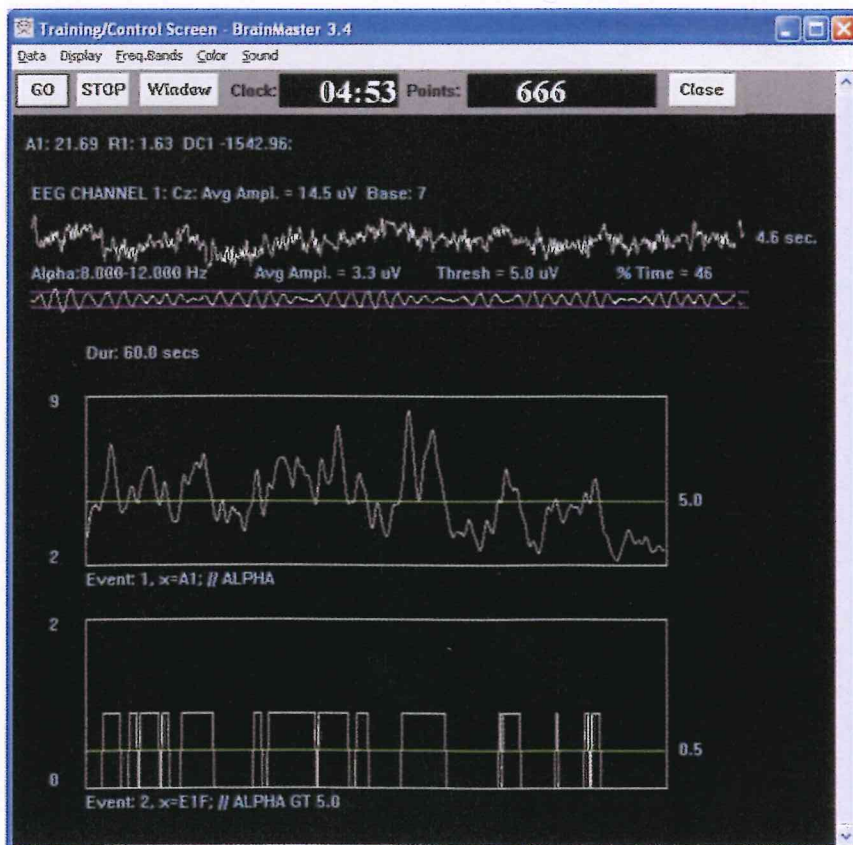 Training/Control Screen - BrainMaster 3.4
Data Display Freq.Bands Color Sound
GO STOP Window Clock: 04:53 Points: 666 Close
A1: 21.69 R1: 1.63 DC1 -1542.96:
EEG CHANNEL 1: Cz: Avg Ampl. = 14.5 uV Base: 7
4.6 sec.
Alpha:8.000-12.000 Hz Avg Ampl. = 3.3 uV Thresh = 5.0 uV % Time = 46
Dur: 60.0 secs
9
5.0
2
Event: 1, x=A1; // ALPHA
2
0.5
0
Event: 2, x=E1F; // ALPHA GT 5.0